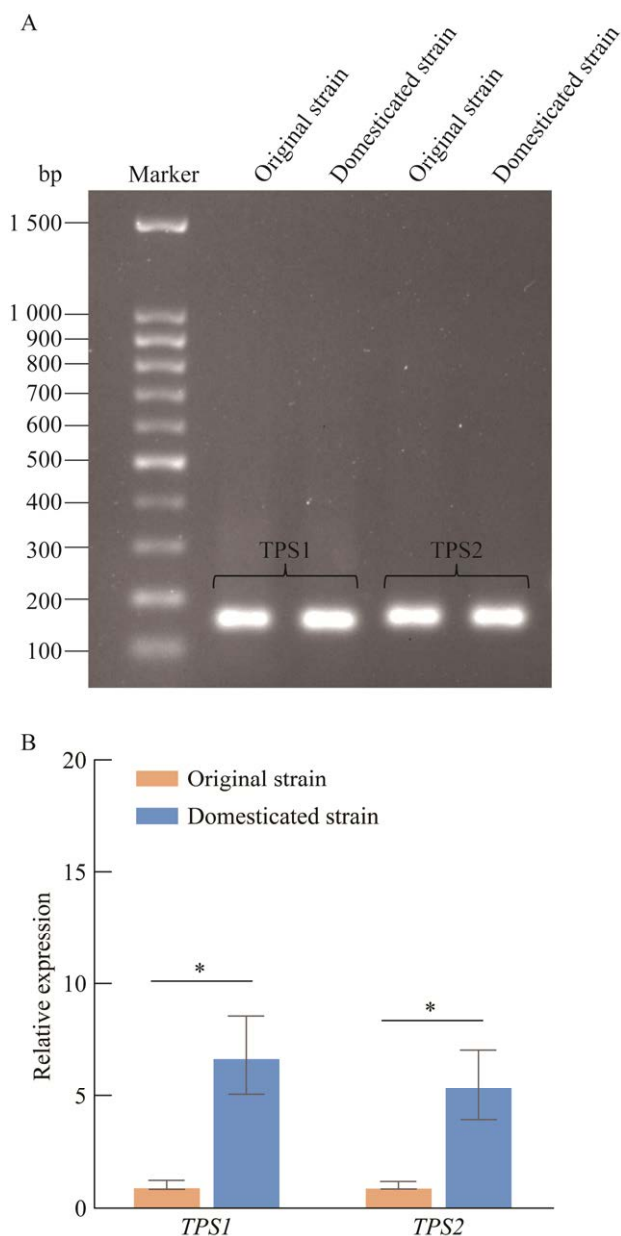 A
Original strain
Domesticated strain
Original strain
Domesticated strain
bp
Marker
1 500
1 000
900
800
700
600
500
400
300
200
100
TPS1
TPS2
B
20
15
10
5
0
Relative expression
Original strain
Domesticated strain
*
*
TPS1
TPS2